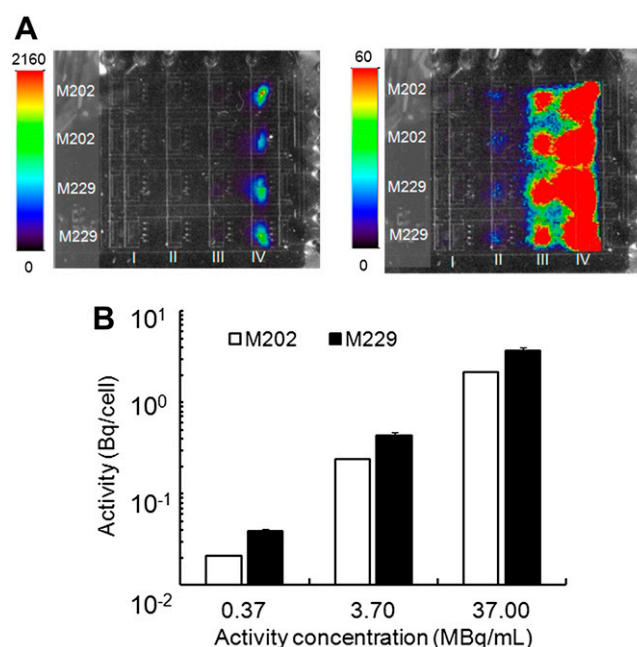 A
2160
M202
M202
M229
M229
0
I II III IV
60
M202
M202
M229
M229
0
I II III IV
B
10¹
10⁰
10⁻¹
10⁻²
Activity (Bq/cell)
M202 M229
0.37 3.70 37.00
Activity concentration (MBq/mL)